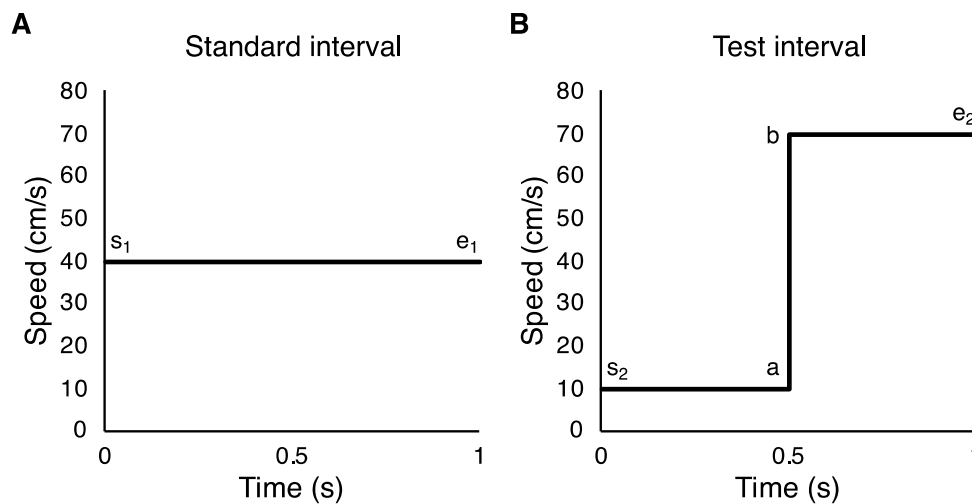 A
Standard interval
Speed (cm/s)
80
70
60
50
40
30
20
10
0
s₁
e₁
0
0.5
1
Time (s)
B
Test interval
Speed (cm/s)
80
70
60
50
40
30
20
10
0
s₂
a
b
e₂
0
0.5
1
Time (s)